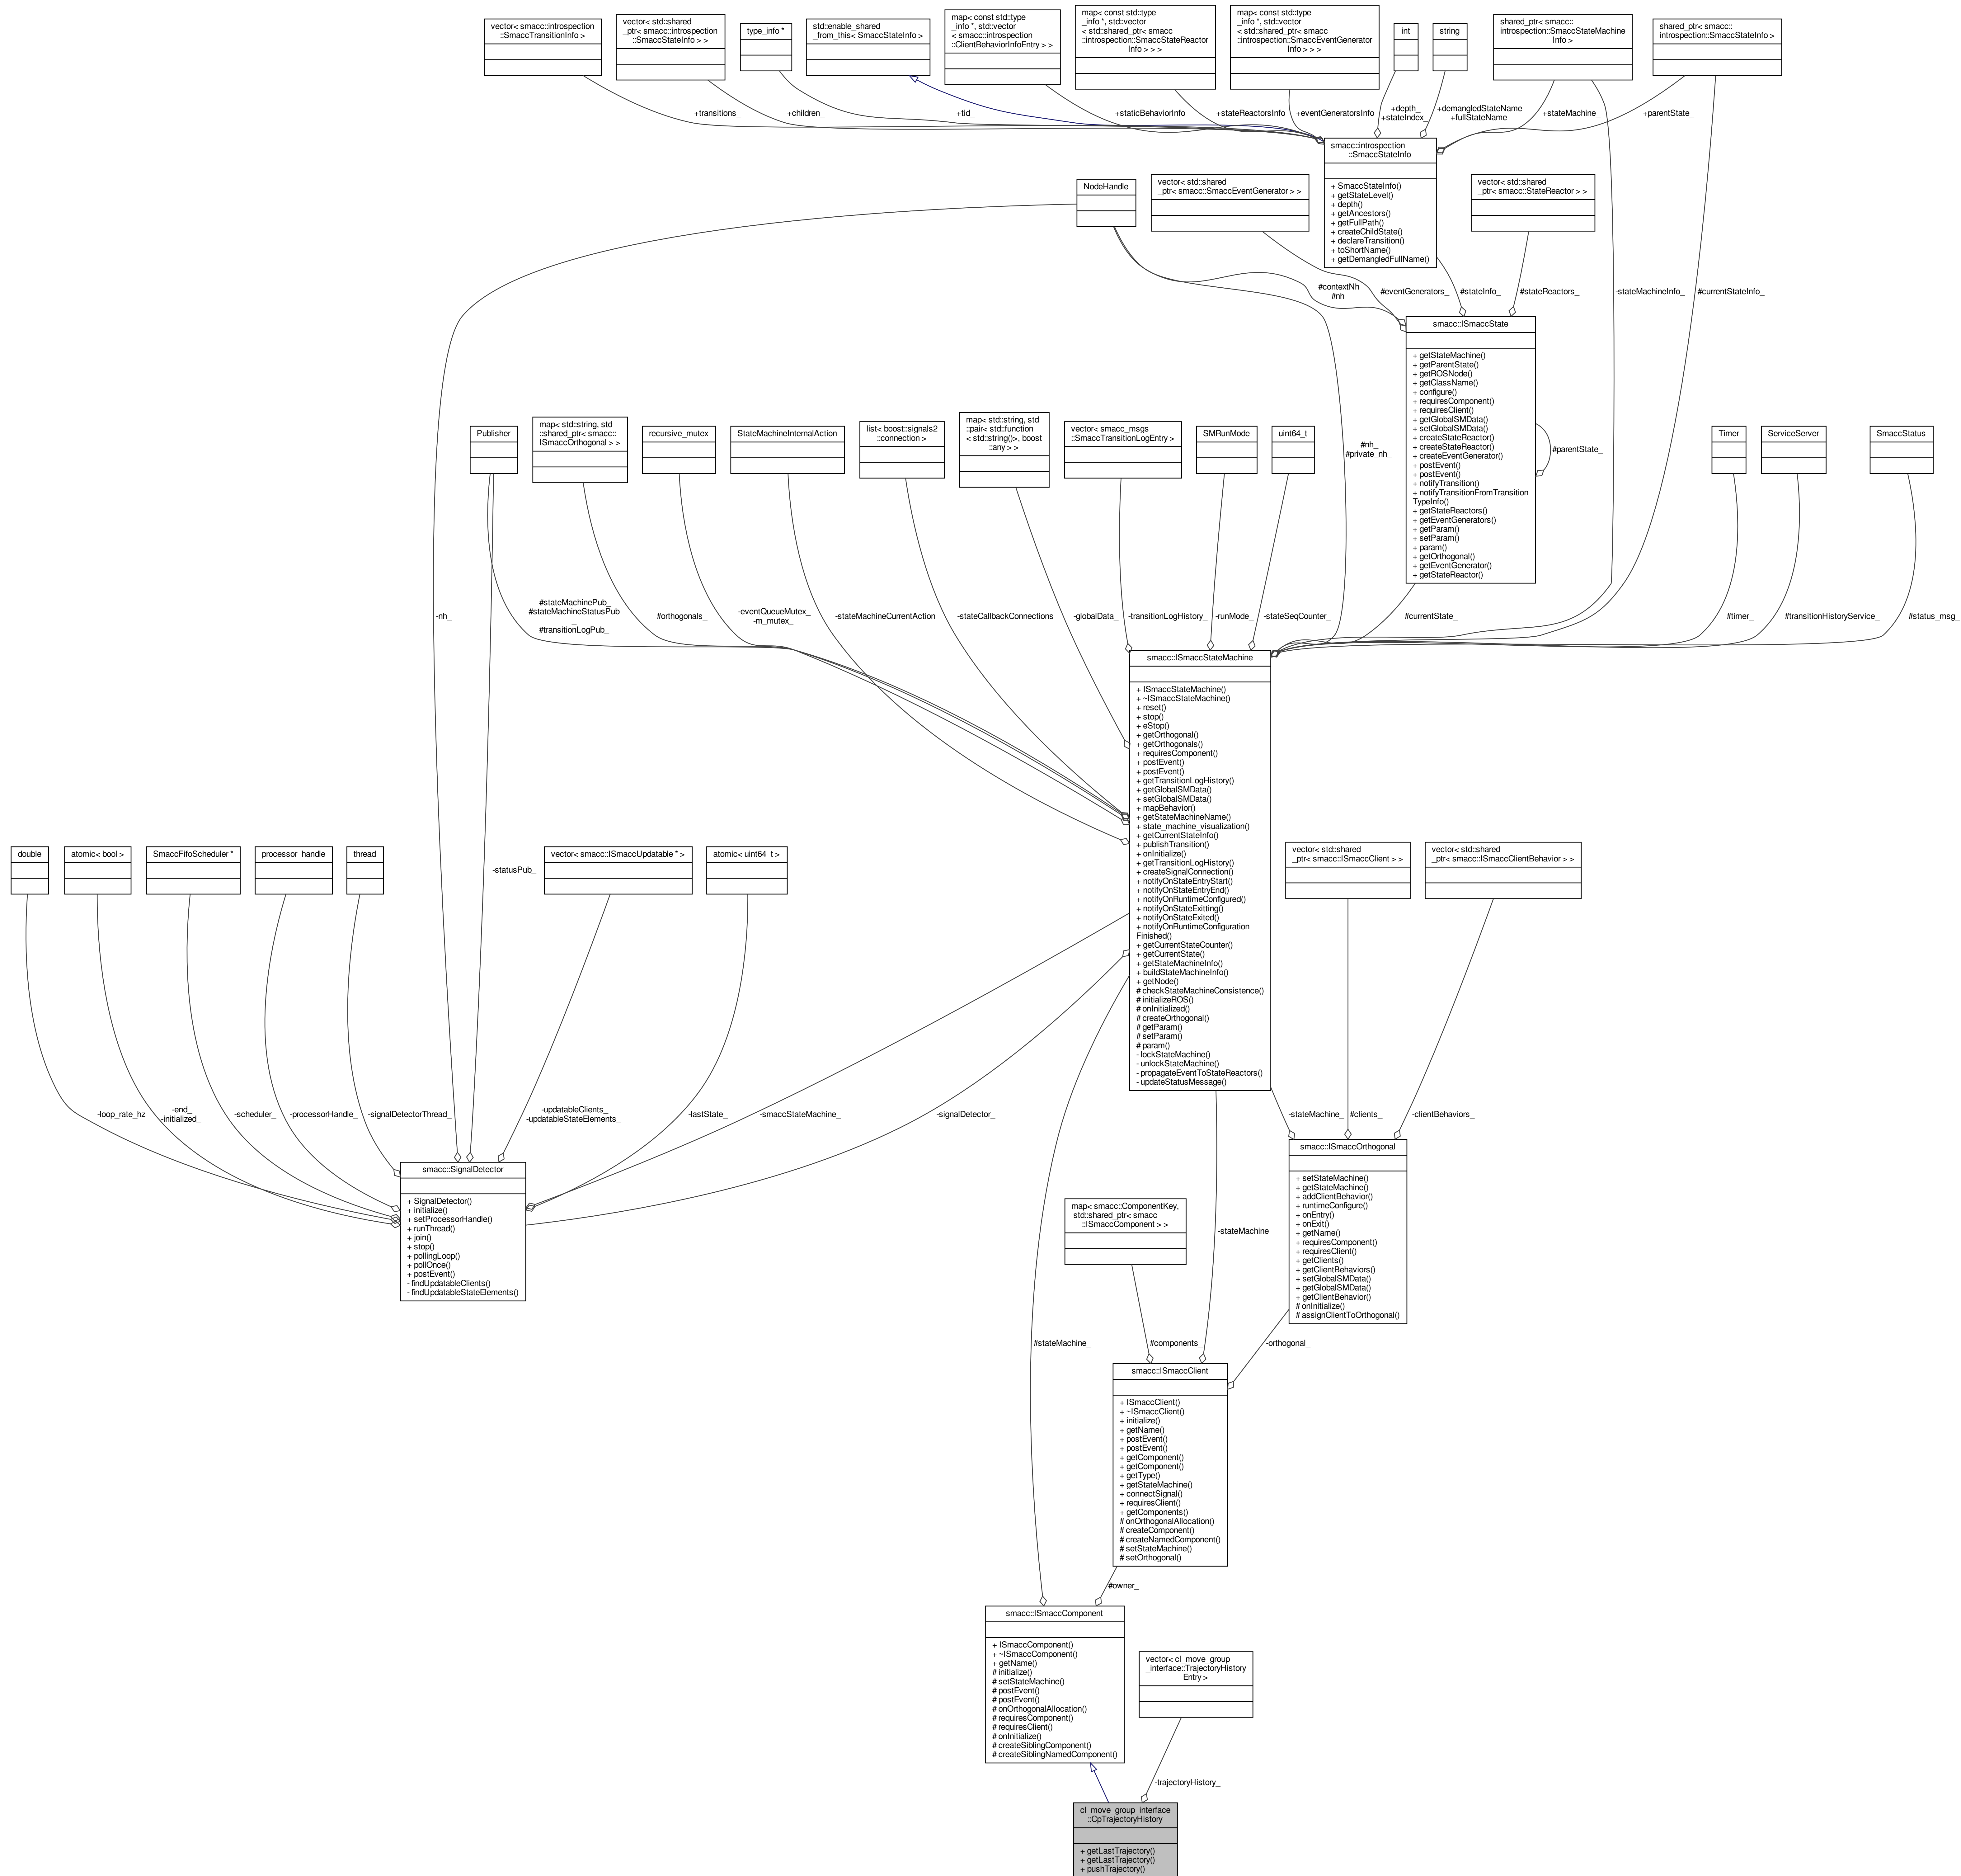 vector< smacc::introspection
::SmaccTransitionInfo >
vector< std::shared
_ptr< smacc::introspection
::SmaccStateInfo > >
type_info *
std::enable_shared
_from_this< SmaccStateInfo >
map< const std::type
_info *, std::vector
< smacc::introspection
::ClientBehaviorInfoEntry > >
map< const std::type
_info *, std::vector
< std::shared_ptr< smacc
::introspection::SmaccStateReactor
Info > > >
map< const std::type
_info *, std::vector
< std::shared_ptr< smacc
::introspection::SmaccEventGenerator
Info > > >
int
string
shared_ptr< smacc::
introspection::SmaccStateMachine
Info >
shared_ptr< smacc::
introspection::SmaccStateInfo >
+transitions_
+children_
+tid_
+staticBehaviorInfo
+stateReactorsInfo
+eventGeneratorsInfo
+depth_
+stateIndex_
+demangledStateName
+fullStateName
+stateMachine_
+parentState_
smacc::introspection
::SmaccStateInfo
+ SmaccStateInfo()
+ getStateLevel()
+ depth()
+ getAncestors()
+ getFullPath()
+ createChildState()
+ declareTransition()
+ toShortName()
+ getDemangledFullName()
NodeHandle
vector< std::shared
_ptr< smacc::SmaccEventGenerator > >
vector< std::shared
_ptr< smacc::StateReactor > >
#contextNh
#nh
#eventGenerators_
#stateInfo_
#stateReactors_
-stateMachineInfo_
#currentStateInfo_
smacc::ISmaccState
+ getStateMachine()
+ getParentState()
+ getROSNode()
+ getClassName()
+ configure()
+ requiresComponent()
+ requiresClient()
+ getGlobalSMData()
+ setGlobalSMData()
+ createStateReactor()
+ createStateReactor()
+ createEventGenerator()
+ postEvent()
+ postEvent()
+ notifyTransition()
+ notifyTransitionFromTransition
TypeInfo()
+ getStateReactors()
+ getEventGenerators()
+ getParam()
+ setParam()
+ param()
+ getOrthogonal()
+ getEventGenerator()
+ getStateReactor()
#parentState_
Publisher
map< std::string, std
::shared_ptr< smacc::
ISmaccOrthogonal > >
recursive_mutex
StateMachineInternalAction
list< boost::signals2
::connection >
map< std::string, std
::pair< std::function
< std::string()>, boost
::any > >
vector< smacc_msgs
::SmaccTransitionLogEntry >
SMRunMode
uint64_t
#nh_
#private_nh_
Timer
ServiceServer
SmaccStatus
-nh_
#stateMachinePub_
#stateMachineStatusPub
_
#transitionLogPub_
#orthogonals_
-eventQueueMutex_
-m_mutex_
-stateMachineCurrentAction
-stateCallbackConnections
-globalData_
-transitionLogHistory_
-runMode_
-stateSeqCounter_
#currentState_
#timer_
#transitionHistoryService_
#status_msg_
smacc::ISmaccStateMachine
+ ISmaccStateMachine()
+ ~ISmaccStateMachine()
+ reset()
+ stop()
+ eStop()
+ getOrthogonal()
+ getOrthogonals()
+ requiresComponent()
+ postEvent()
+ postEvent()
+ getTransitionLogHistory()
+ getGlobalSMData()
+ setGlobalSMData()
+ mapBehavior()
+ getStateMachineName()
+ state_machine_visualization()
+ getCurrentStateInfo()
+ publishTransition()
+ onInitialize()
+ getTransitionLogHistory()
+ createSignalConnection()
+ notifyOnStateEntryStart()
+ notifyOnStateEntryEnd()
+ notifyOnRuntimeConfigured()
+ notifyOnStateExitting()
+ notifyOnStateExited()
+ notifyOnRuntimeConfiguration
Finished()
+ getCurrentStateCounter()
+ getCurrentState()
+ getStateMachineInfo()
+ buildStateMachineInfo()
+ getNode()
# checkStateMachineConsistence()
# initializeROS()
# onInitialized()
# createOrthogonal()
# getParam()
# setParam()
# param()
- lockStateMachine()
- unlockStateMachine()
- propagateEventToStateReactors()
- updateStatusMessage()
double
atomic< bool >
SmaccFifoScheduler *
processor_handle
thread
-statusPub_
vector< smacc::ISmaccUpdatable * >
atomic< uint64_t >
vector< std::shared
_ptr< smacc::ISmaccClient > >
vector< std::shared
_ptr< smacc::ISmaccClientBehavior > >
-loop_rate_hz
-end_
-initialized_
-scheduler_
-processorHandle_
-signalDetectorThread_
-updatableClients_
-updatableStateElements_
-lastState_
-smaccStateMachine_
-signalDetector_
-stateMachine_
#clients_
-clientBehaviors_
smacc::SignalDetector
+ SignalDetector()
+ initialize()
+ setProcessorHandle()
+ runThread()
+ join()
+ stop()
+ pollingLoop()
+ pollOnce()
+ postEvent()
- findUpdatableClients()
- findUpdatableStateElements()
smacc::ISmaccOrthogonal
+ setStateMachine()
+ getStateMachine()
+ addClientBehavior()
+ runtimeConfigure()
+ onEntry()
+ onExit()
+ getName()
+ requiresComponent()
+ requiresClient()
+ getClients()
+ getClientBehaviors()
+ setGlobalSMData()
+ getGlobalSMData()
+ getClientBehavior()
# onInitialize()
# assignClientToOrthogonal()
map< smacc::ComponentKey,
std::shared_ptr< smacc
::ISmaccComponent > >
-stateMachine_
#stateMachine_
#components_
-orthogonal_
smacc::ISmaccClient
+ ISmaccClient()
+ ~ISmaccClient()
+ initialize()
+ getName()
+ postEvent()
+ postEvent()
+ getComponent()
+ getComponent()
+ getType()
+ getStateMachine()
+ connectSignal()
+ requiresClient()
+ getComponents()
# onOrthogonalAllocation()
# createComponent()
# createNamedComponent()
# setStateMachine()
# setOrthogonal()
#owner_
smacc::ISmaccComponent
+ ISmaccComponent()
+ ~ISmaccComponent()
+ getName()
# initialize()
# setStateMachine()
# postEvent()
# postEvent()
# onOrthogonalAllocation()
# requiresComponent()
# requiresClient()
# onInitialize()
# createSiblingComponent()
# createSiblingNamedComponent()
vector< cl_move_group
_interface::TrajectoryHistory
Entry >
-trajectoryHistory_
cl_move_group_interface
::CpTrajectoryHistory
+ getLastTrajectory()
+ getLastTrajectory()
+ pushTrajectory()